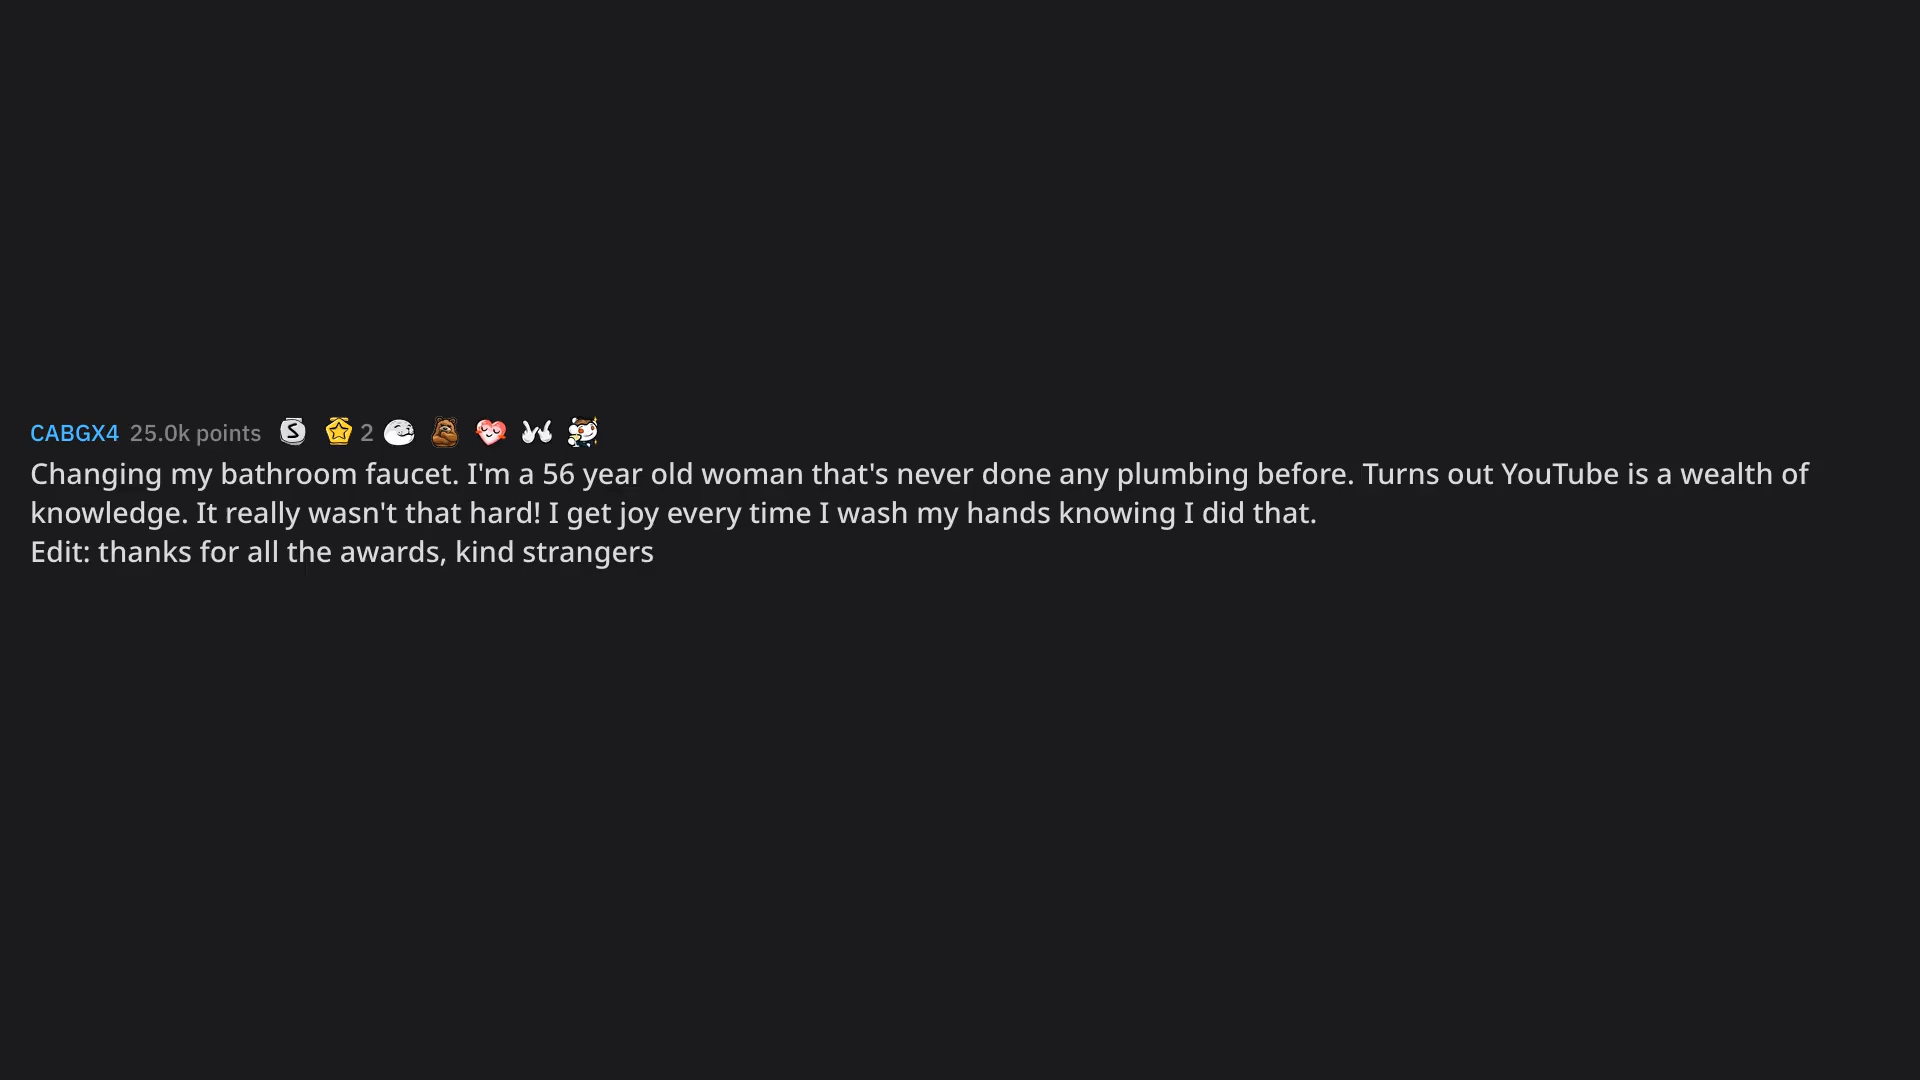 CABGX4 25.0k points S 2
Changing my bathroom faucet. I'm a 56 year old woman that's never done any plumbing before. Turns out YouTube is a wealth of
knowledge. It really wasn't that hard! I get joy every time I wash my hands knowing I did that.
Edit: thanks for all the awards, kind strangers